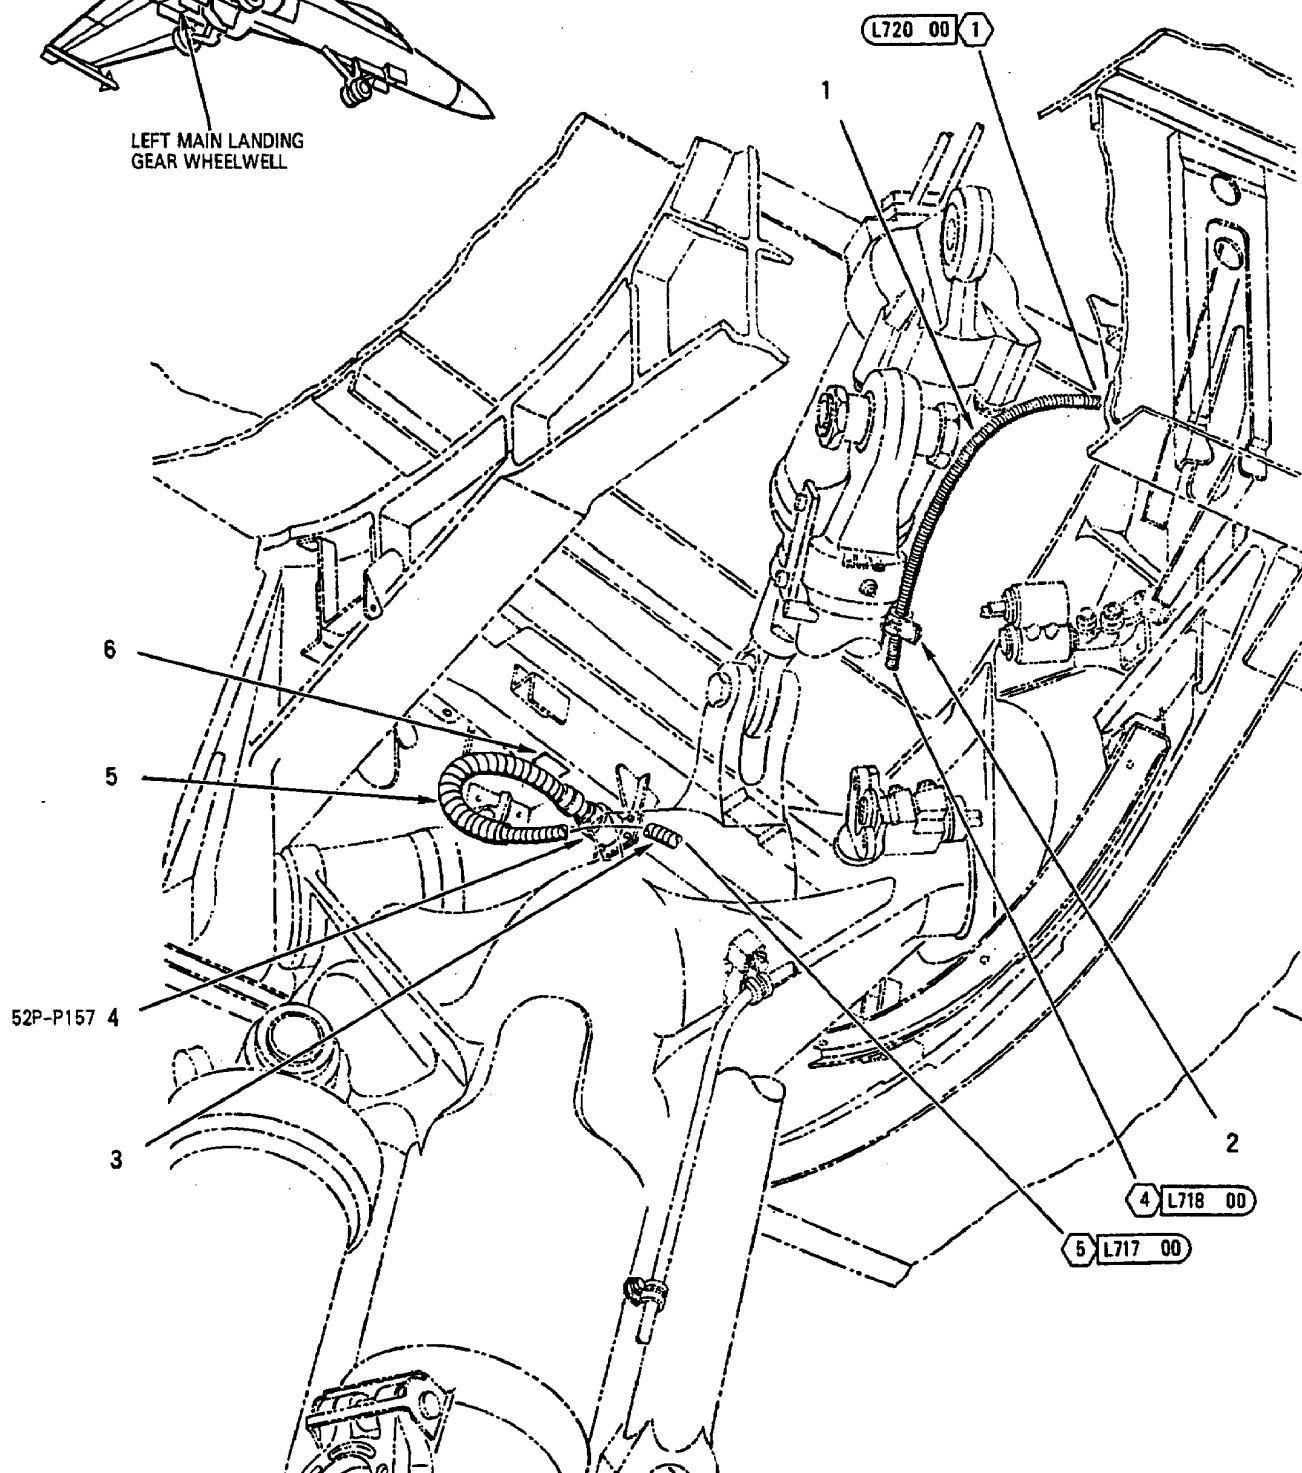 L720 00 1
1
LEFT MAIN LANDING
GEAR WHEELWELL
6
5
52P-P157 4
3
2
4 L718 00
5 L717 00